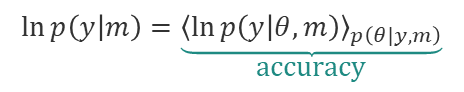 ln p(y|m) = ⟨ln p(y|θ, m)⟩p(θ|y,m)
accuracy